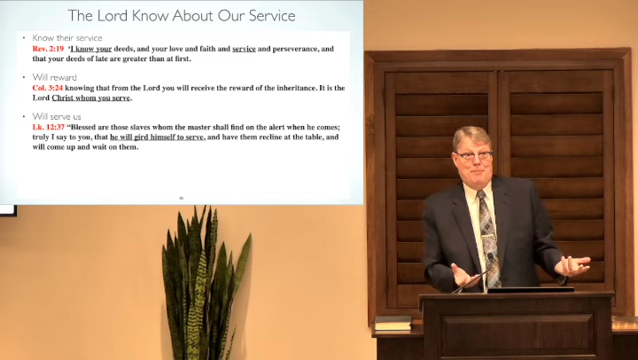 The Lord Know About Our Service
• Know their service
Rev. 2:19 ‘I know your deeds, and your love and faith and service and perseverance, and
that your deeds of late are greater than at first.
• Will reward
Col. 3:24 knowing that from the Lord you will receive the reward of the inheritance. It is the
Lord Christ whom you serve.
• Will serve us
Lk. 12:37 “Blessed are those slaves whom the master shall find on the alert when he comes;
truly I say to you, that he will gird himself to serve, and have them recline at the table, and
will come up and wait on them.